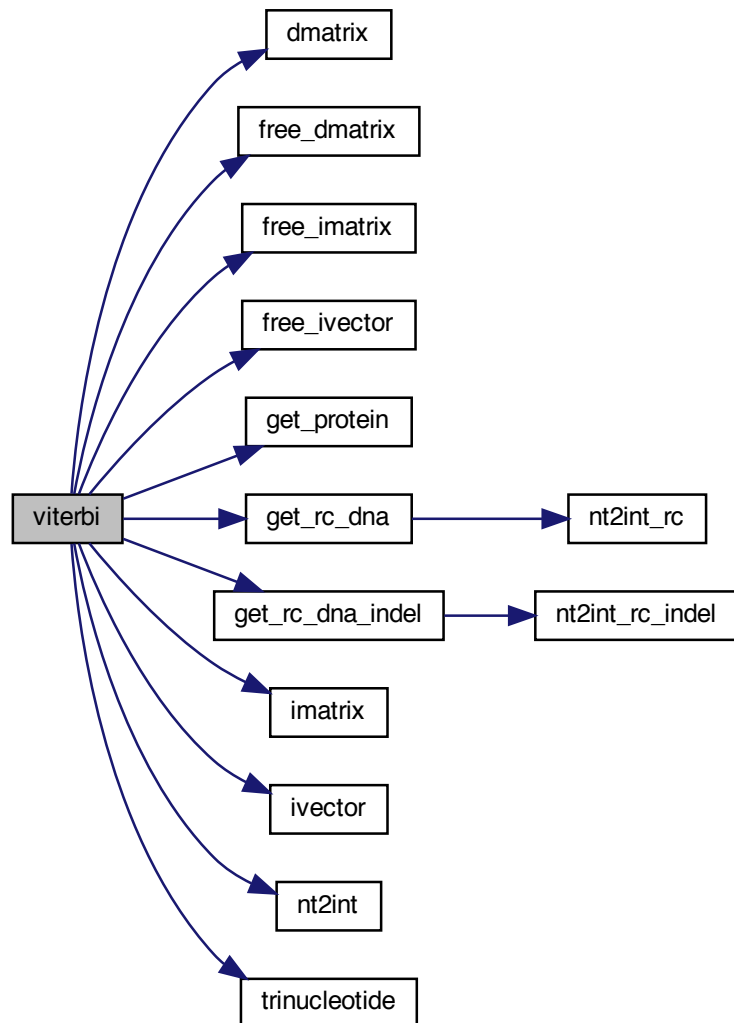 dmatrix
free_dmatrix
free_imatrix
free_ivector
get_protein
viterbi
get_rc_dna
nt2int_rc
get_rc_dna_indel
nt2int_rc_indel
imatrix
ivector
nt2int
trinucleotide